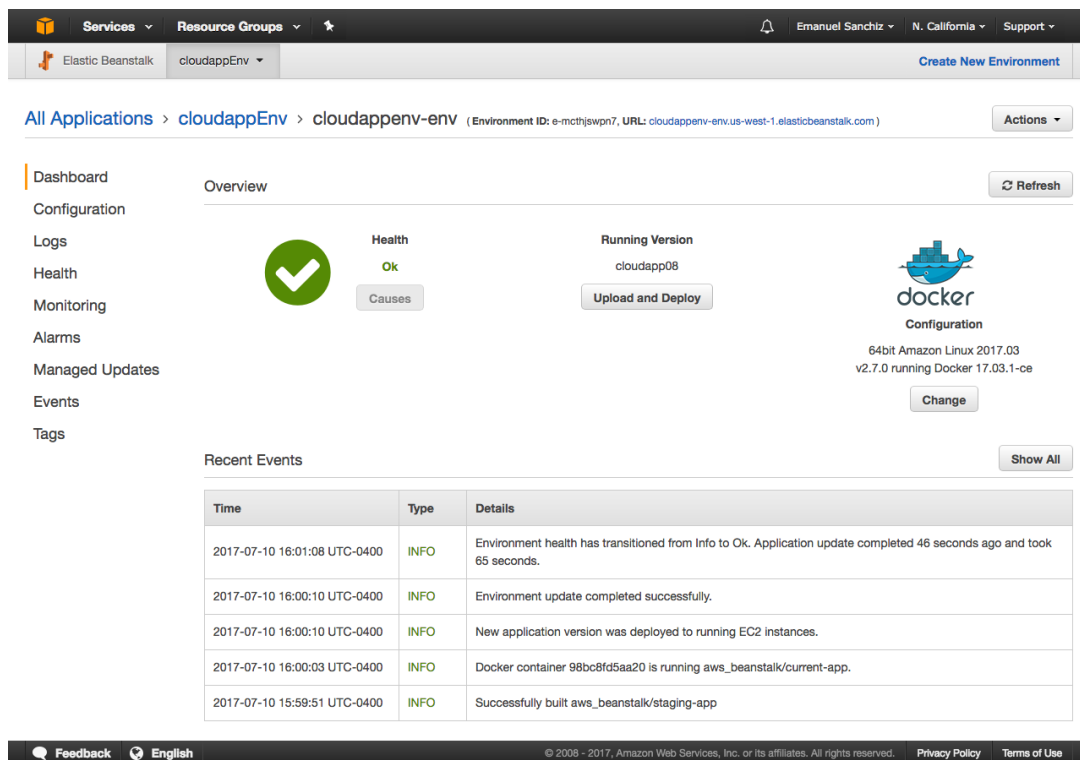 Services Resource Groups Emanuel Sanchiz N. California Support
Elastic Beanstalk cloudappEnv Create New Environment
All Applications > cloudappEnv > cloudappenv-env ( Environment ID: e-mcthjswpn7, URL: cloudappenv-env.us-west-1.elasticbeanstalk.com ) Actions
Dashboard
Configuration
Logs
Health
Monitoring
Alarms
Managed Updates
Events
Tags
Overview Refresh
Health
Ok
Causes
Running Version
cloudapp08
Upload and Deploy
docker
Configuration
64bit Amazon Linux 2017.03
v2.7.0 running Docker 17.03.1-ce
Change
Recent Events Show All
Time Type Details
2017-07-10 16:01:08 UTC-0400 INFO Environment health has transitioned from Info to Ok. Application update completed 46 seconds ago and took
65 seconds.
2017-07-10 16:00:10 UTC-0400 INFO Environment update completed successfully.
2017-07-10 16:00:10 UTC-0400 INFO New application version was deployed to running EC2 instances.
2017-07-10 16:00:03 UTC-0400 INFO Docker container 98bc8fd5aa20 is running aws_beanstalk/current-app.
2017-07-10 15:59:51 UTC-0400 INFO Successfully built aws_beanstalk/staging-app
Feedback English © 2008 - 2017, Amazon Web Services, Inc. or its affiliates. All rights reserved. Privacy Policy Terms of Use